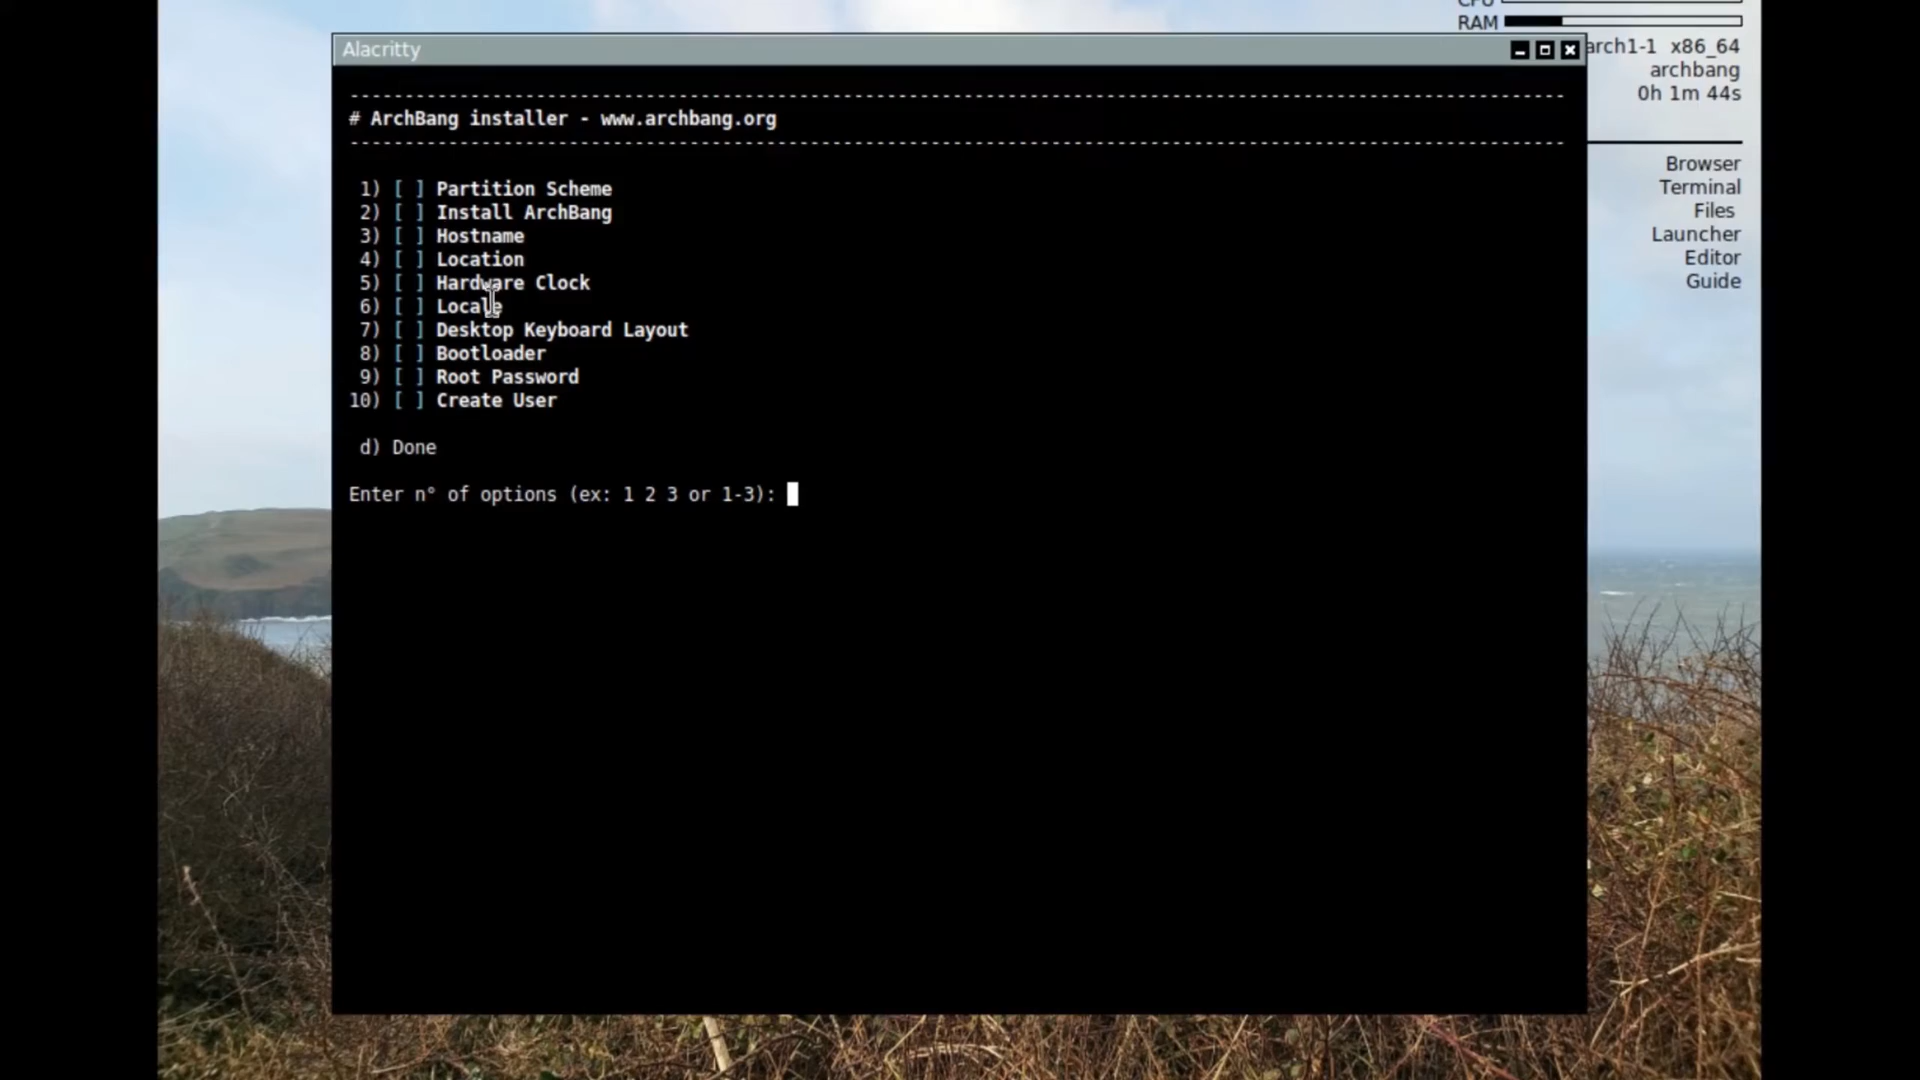 CPU
RAM
Alacritty
arch1-1 x86_64
archbang
0h 1m 44s
# ArchBang installer - www.archbang.org
1) [ ] Partition Scheme
2) [ ] Install ArchBang
3) [ ] Hostname
4) [ ] Location
5) [ ] Hardware Clock
6) [ ] Locale
7) [ ] Desktop Keyboard Layout
8) [ ] Bootloader
9) [ ] Root Password
10) [ ] Create User
d) Done
Enter n° of options (ex: 1 2 3 or 1-3):
Browser
Terminal
Files
Launcher
Editor
Guide